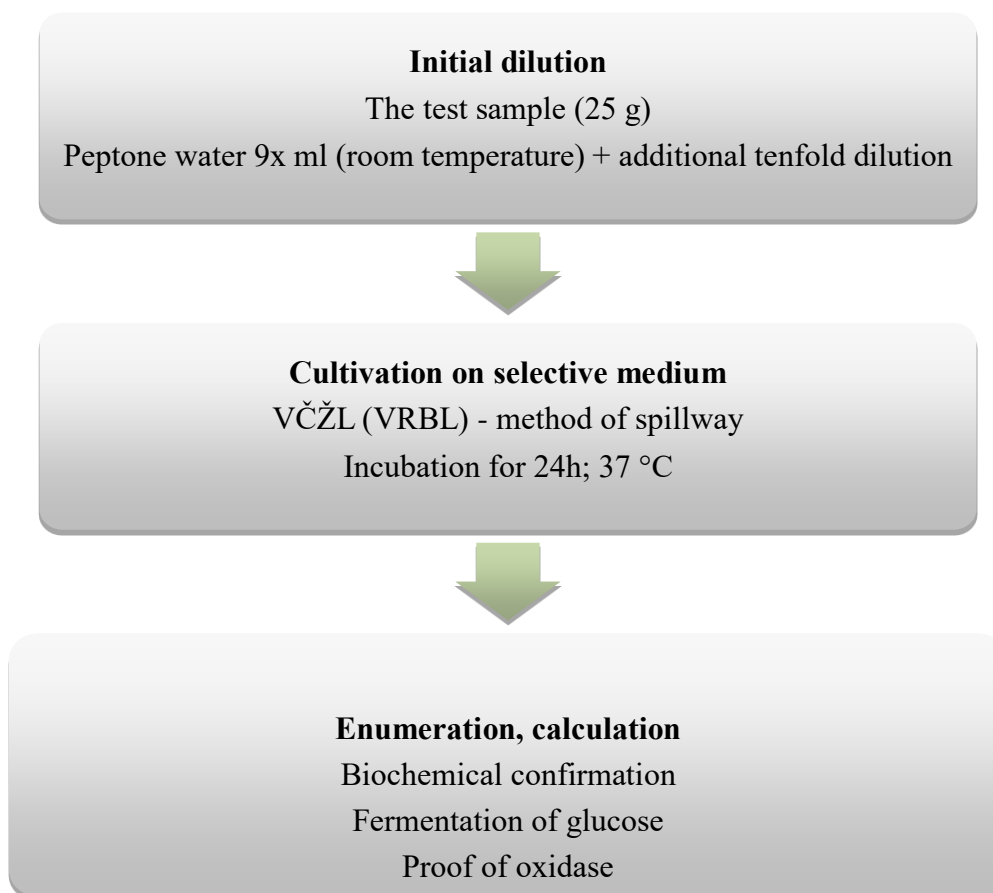 Initial dilution
The test sample (25 g)
Peptone water 9x ml (room temperature) + additional tenfold dilution
Cultivation on selective medium
VČŽL (VRBL) - method of spillway
Incubation for 24h; 37 °C
Enumeration, calculation
Biochemical confirmation
Fermentation of glucose
Proof of oxidase